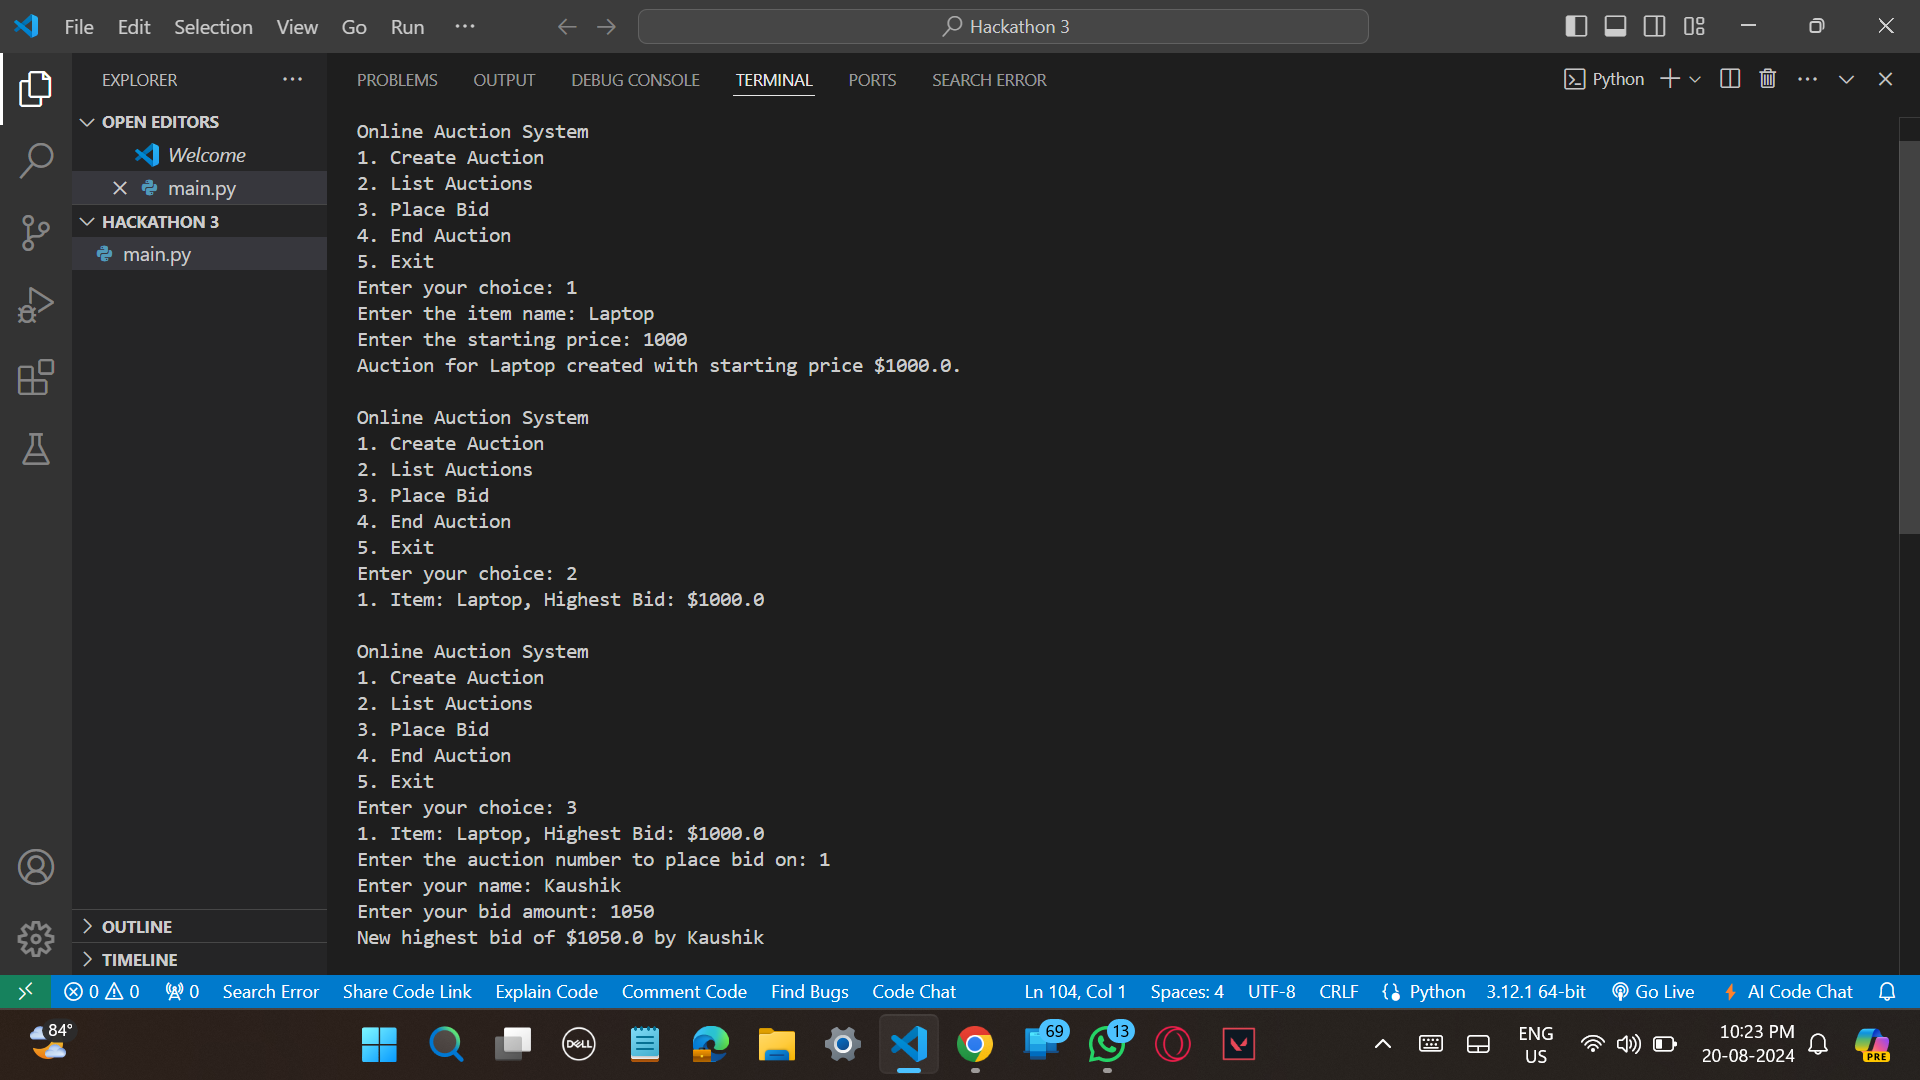 File Edit Selection View Go Run ...
Hackathon 3
EXPLORER
PROBLEMS OUTPUT DEBUG CONSOLE TERMINAL PORTS SEARCH ERROR
Python
OPEN EDITORS
Welcome
main.py
HACKATHON 3
main.py
OUTLINE
TIMELINE
Online Auction System
1. Create Auction
2. List Auctions
3. Place Bid
4. End Auction
5. Exit
Enter your choice: 1
Enter the item name: Laptop
Enter the starting price: 1000
Auction for Laptop created with starting price $1000.0.
Online Auction System
1. Create Auction
2. List Auctions
3. Place Bid
4. End Auction
5. Exit
Enter your choice: 2
1. Item: Laptop, Highest Bid: $1000.0
Online Auction System
1. Create Auction
2. List Auctions
3. Place Bid
4. End Auction
5. Exit
Enter your choice: 3
1. Item: Laptop, Highest Bid: $1000.0
Enter the auction number to place bid on: 1
Enter your name: Kaushik
Enter your bid amount: 1050
New highest bid of $1050.0 by Kaushik
0 0 0 Search Error Share Code Link Explain Code Comment Code Find Bugs Code Chat Ln 104, Col 1 Spaces: 4 UTF-8 CRLF Python 3.12.1 64-bit Go Live AI Code Chat
84°
DELL
69
13
ENG
US
10:23 PM
20-08-2024
PRE